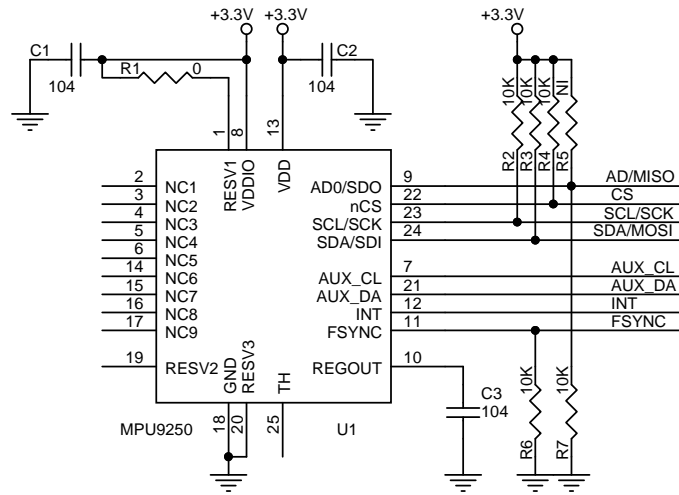 +3.3V
+3.3V
+3.3V
C1
104
R1
0
C2
104
1
8
13
10K
10K
10K
NI
R2
R3
R4
R5
RESV1
VDDIO
VDD
2
NC1
3
NC2
4
NC3
5
NC4
6
NC5
14
NC6
15
NC7
16
NC8
17
NC9
19
RESV2
AD0/SDO
9
AD/MISO
nCS
22
CS
SCL/SCK
23
SCL/SCK
SDA/SDI
24
SDA/MOSI
AUX_CL
7
AUX_CL
AUX_DA
21
AUX_DA
INT
12
INT
FSYNC
11
FSYNC
REGOUT
10
GND
RESV3
TH
18
20
25
MPU9250
U1
C3
104
10K
10K
R6
R7